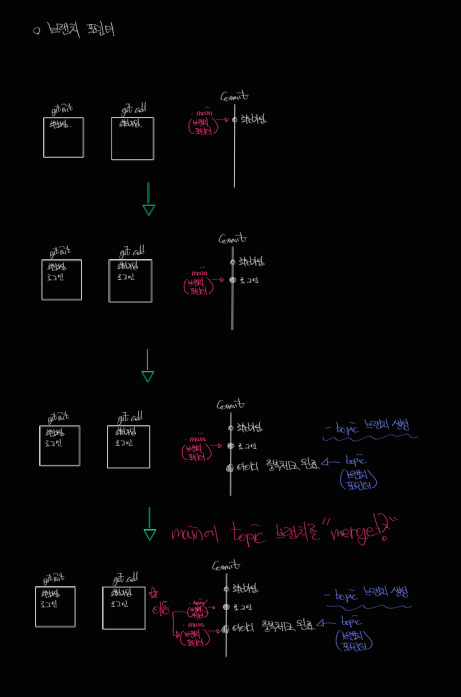 ○ 브랜치 포인터
git init
git add
Commit
회원가입
회원가입
· main
(브랜치
포인터)
회원가입
git init
git add
Commit
회원가입
로그인
회원가입
로그인
· main
(브랜치
포인터)
회원가입
로그인
git init
git add
Commit
회원가입
로그인
회원가입
로그인
· main
(브랜치
포인터)
회원가입
로그인
아이디 중복체크 완료
- topic 브랜치 생성
topic
(브랜치
포인터)
main에 topic 브랜치를 "merge!?"
git init
git add
Commit
회원가입
로그인
회원가입
로그인
이동
· main
(브랜치
포인터)
회원가입
로그인
아이디 중복체크 완료
- topic 브랜치 생성
topic
(브랜치
포인터)